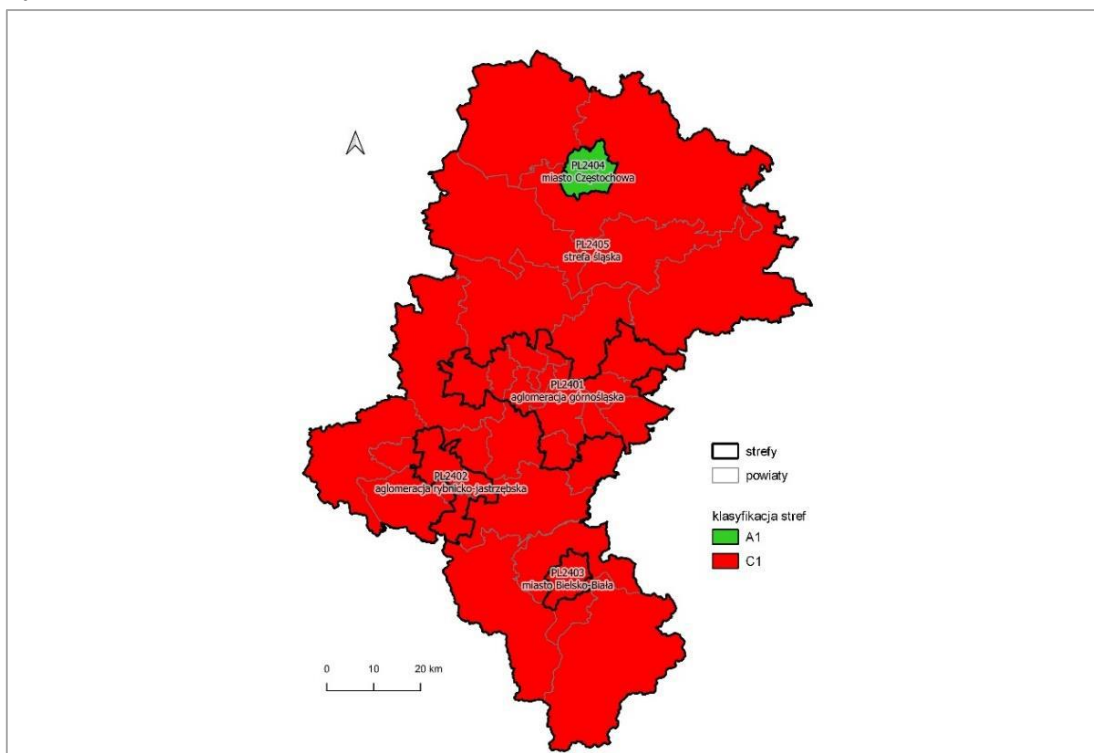 PL2404
miasto Częstochowa
PL2405
strefa śląska
PL2401
aglomeracja górnośląska
PL2402
aglomeracja rybnicko-jastrzębska
PL2403
miasto Bielsko-Biała
strefy
powiaty
klasyfikacja stref
A1
C1
0 10 20 km